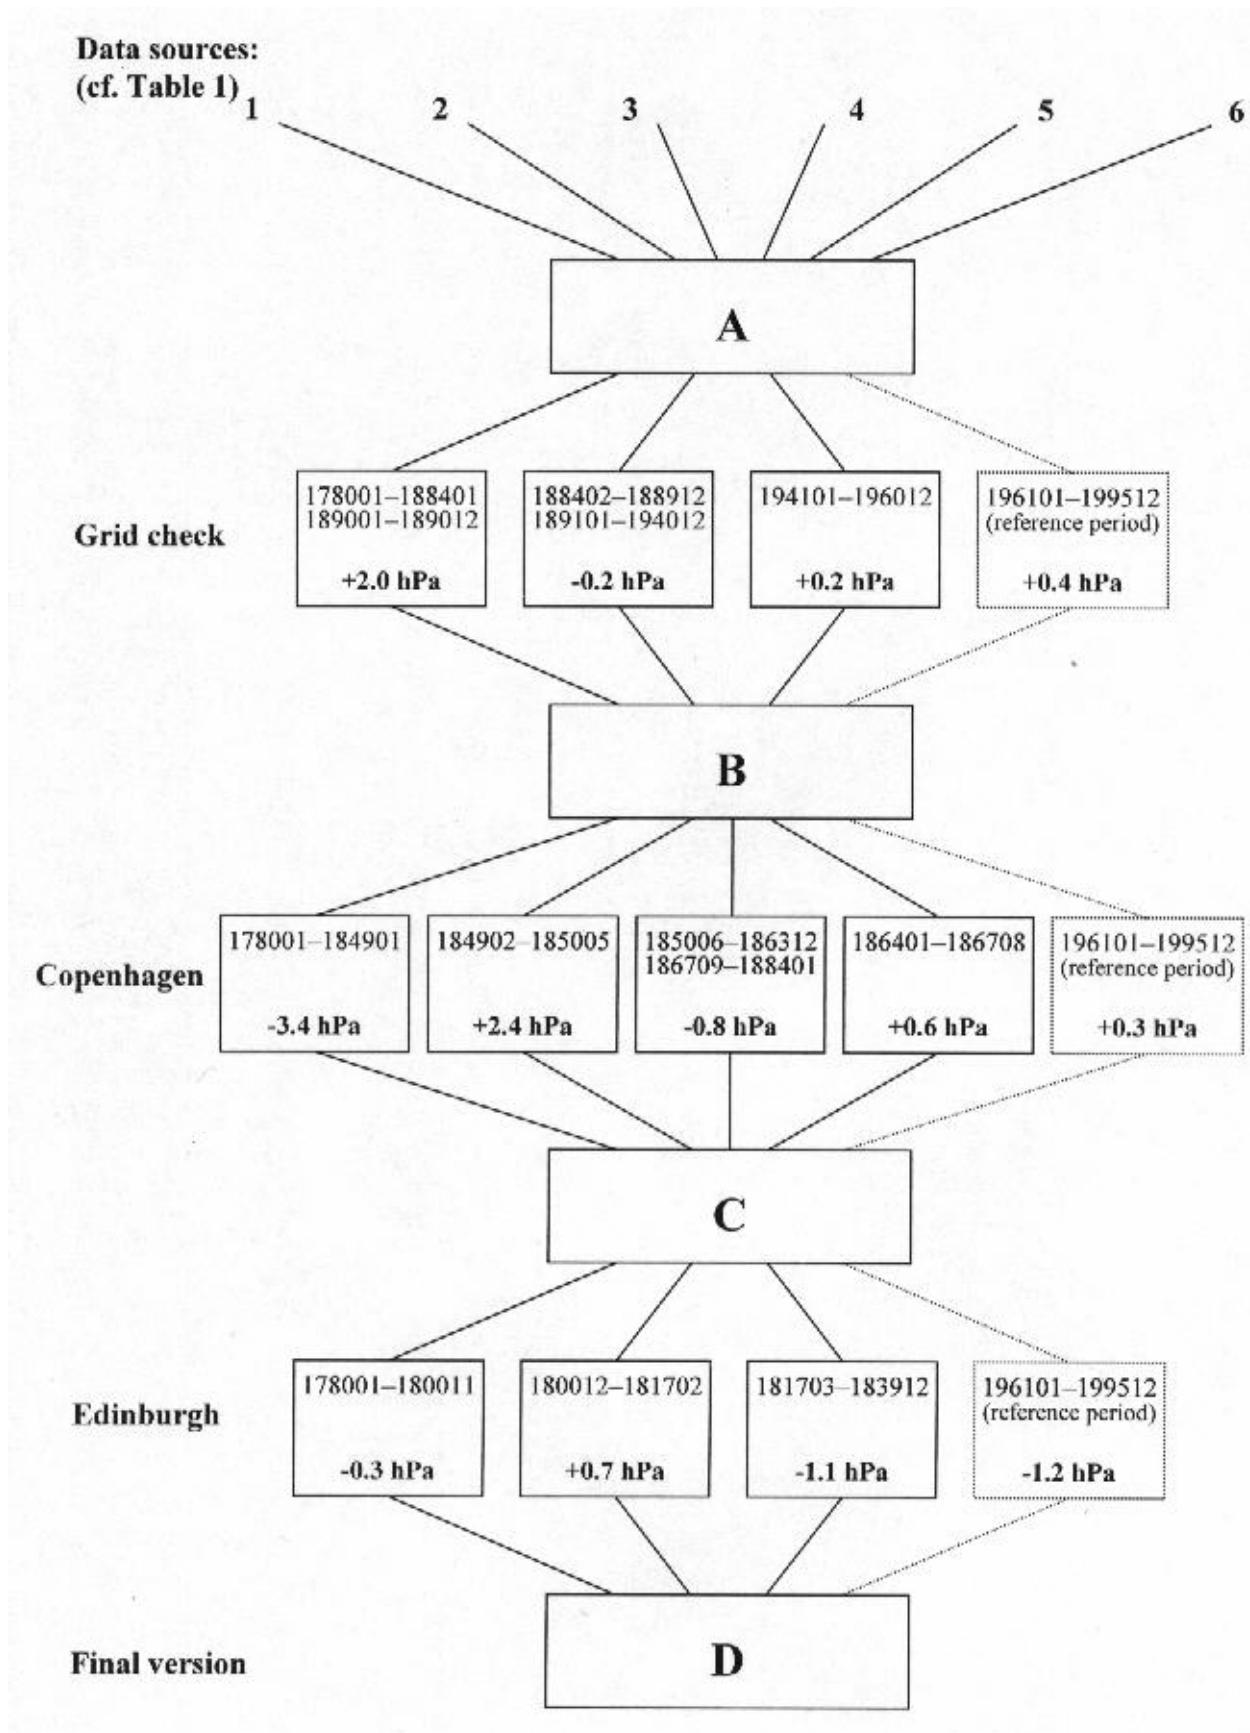 Data sources:
(cf. Table 1)
1 2 3 4 5 6
A
Grid check
178001–188401
189001–189012
+2.0 hPa
188402–188912
189101–194012
-0.2 hPa
194101–196012
+0.2 hPa
196101–199512
(reference period)
+0.4 hPa
B
Copenhagen
178001–184901
-3.4 hPa
184902–185005
+2.4 hPa
185006–186312
186709–188401
-0.8 hPa
186401–186708
+0.6 hPa
196101–199512
(reference period)
+0.3 hPa
C
Edinburgh
178001–180011
-0.3 hPa
180012–181702
+0.7 hPa
181703–183912
-1.1 hPa
196101–199512
(reference period)
-1.2 hPa
Final version
D